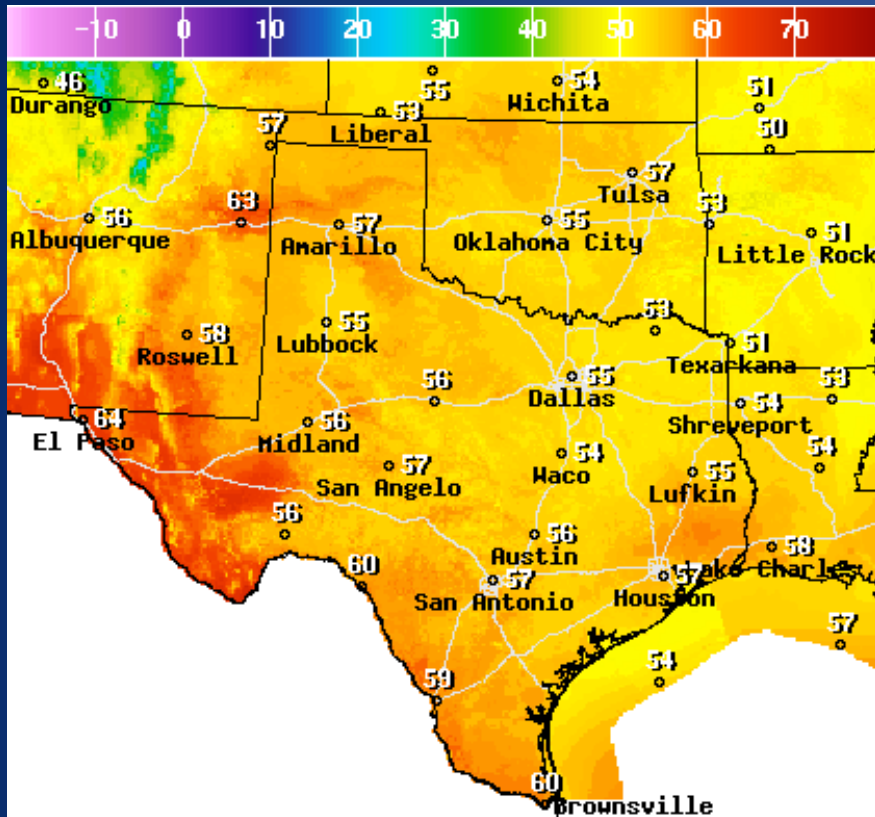 -10 0 10 20 30 40 50 60 70
46 55 54 51
Durango 53 Wichita
57 Liberal 50
57
Tulsa
56 63 57 55 53 51
Albuquerque Amarillo Oklahoma City Little Rock
58 55 53 51
Roswell Lubbock Texarkana
56 55 54 53
Dallas
64 56 Shreveport
El Paso Midland 54 54
57 Waco 55
San Angelo Lufkin
56 56 58
Austin Lake Charles
60 57 57
San Antonio Houston
57
59 54
60
Brownsville